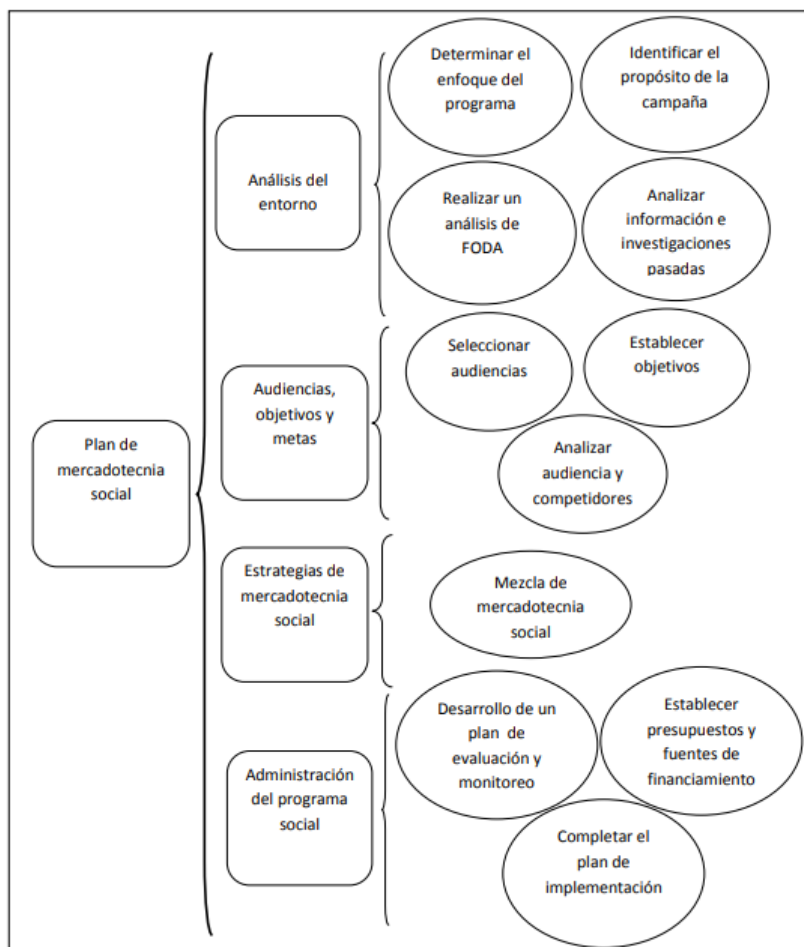 Plan de
mercadotecnia
social
Análisis del
entorno
Determinar el
enfoque del
programa
Identificar el
propósito de la
campaña
Realizar un
análisis de
FODA
Analizar
información e
investigaciones
pasadas
Audiencias,
objetivos y
metas
Seleccionar
audiencias
Establecer
objetivos
Analizar
audiencia y
competidores
Estrategias de
mercadotecnia
social
Mezcla de
mercadotecnia
social
Administración
del programa
social
Desarrollo de un
plan de
evaluación y
monitoreo
Establecer
presupuestos y
fuentes de
financiamiento
Completar el
plan de
implementación